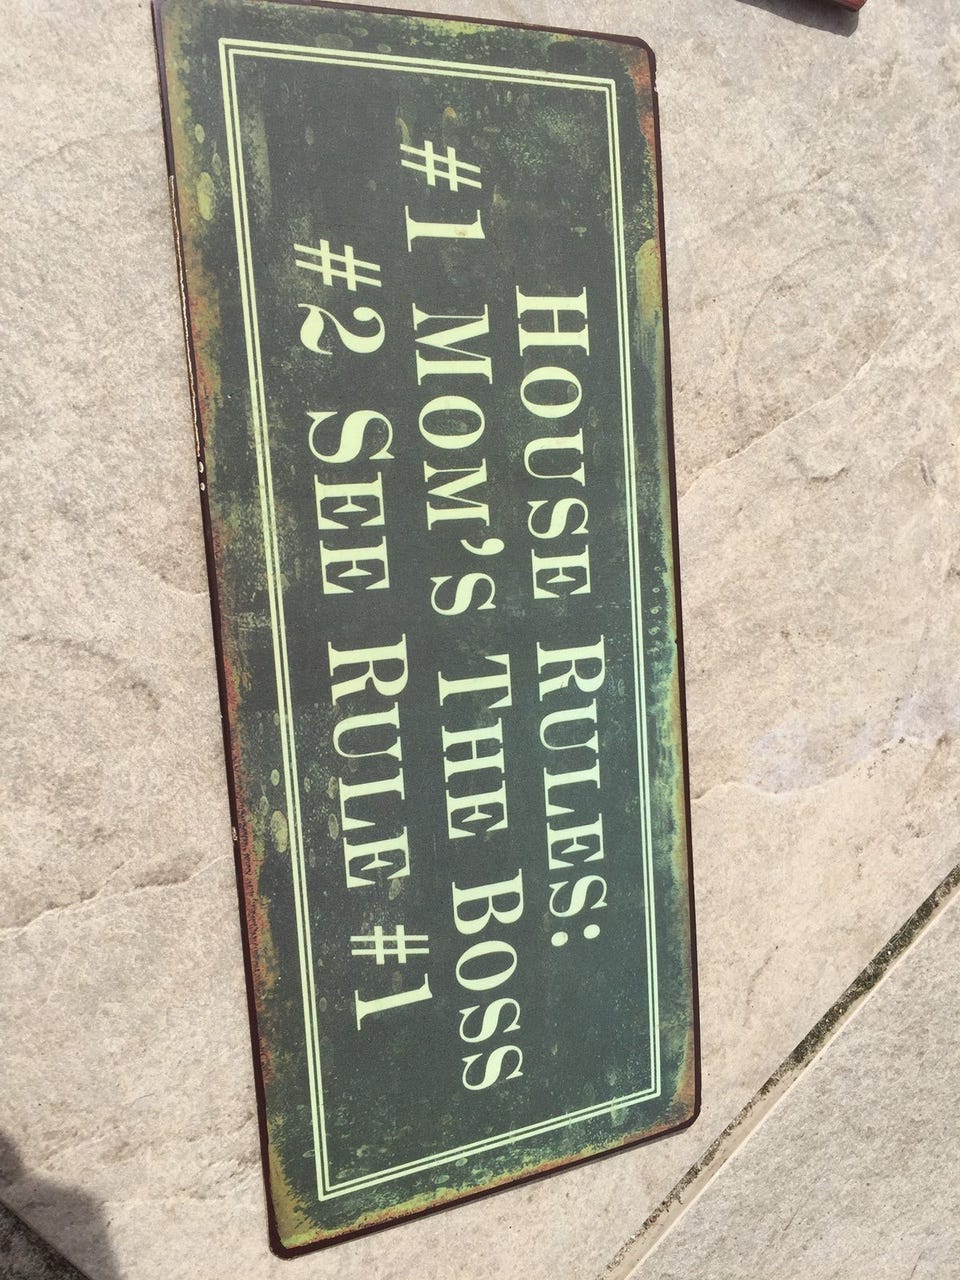 HOUSE RULES:
#1 MOM'S THE BOSS
#2 SEE RULE #1